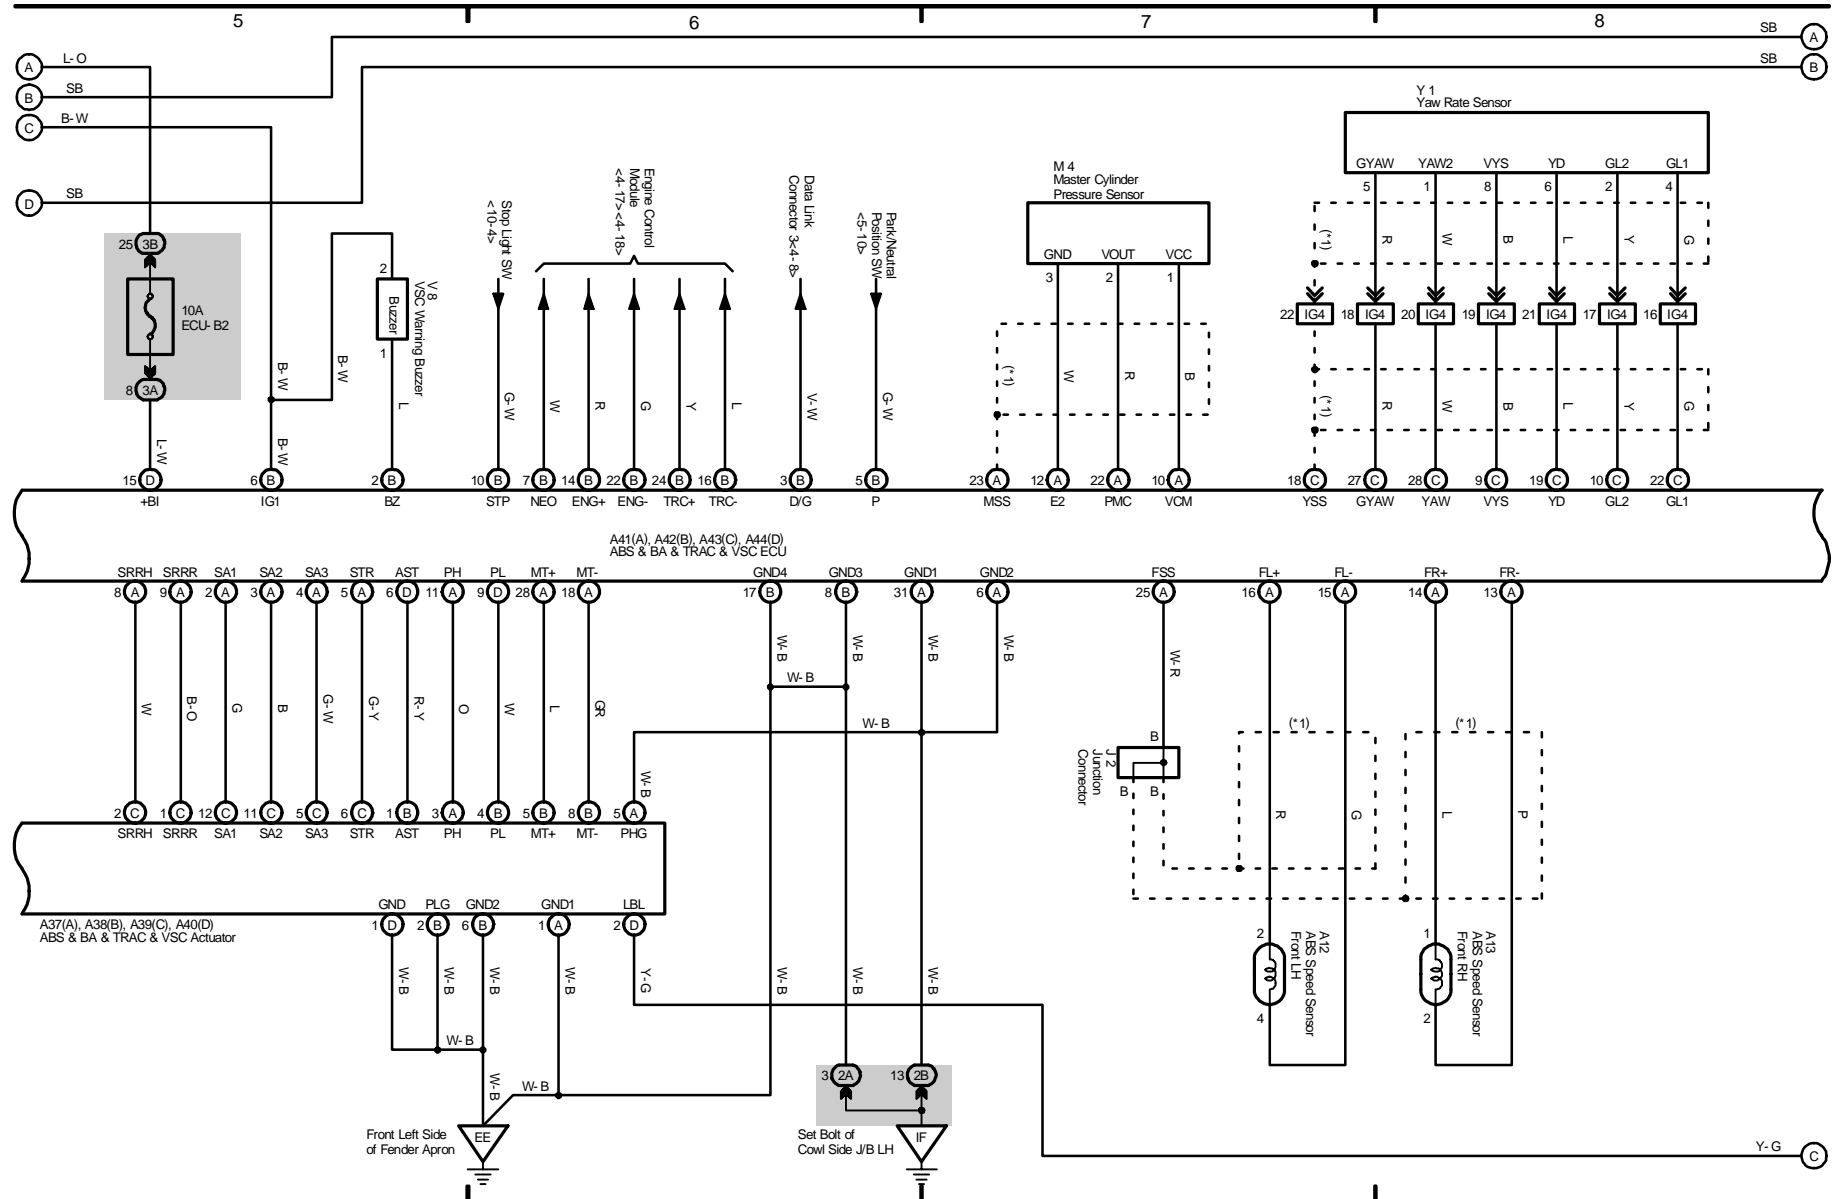 5 6 7 8
SB A
SB B
A L-O
B SB
C B-W
D SB
Y 1
Yaw Rate Sensor
GYAW YAW2 VYS YD GL2 GL1
5 1 8 6 2 4
M 4
Master Cylinder
Pressure Sensor
GND VOUT VCC
3 2 1
Stop Light SW
<10-4>
Engine Control
Module
<4-17><4-18>
Data Link
Connector 3<4-8>
Park/Neutral
Position SW
<5-10>
25 3B
10A
ECU-B2
8 3A
V 8
VSC Warning Buzzer
2
Buzzer
1
(*1) R W B L Y G
22 IG4 18 IG4 20 IG4 19 IG4 21 IG4 17 IG4 16 IG4
B-W B-W L G-W W R G Y L V-W G-W (*1) W R B (*1) R W B L Y G
L-W B-W
15 D 6 B 2 B 10 B 7 B 14 B 22 B 24 B 16 B 3 B 5 B 23 A 12 A 22 A 10 A 18 C 27 C 28 C 9 C 19 C 10 C 22 C
+BI IG1 BZ STP NEO ENG+ ENG- TRC+ TRC- D/G P MSS E2 PMC VCM YSS GYAW YAW VYS YD GL2 GL1
A41(A), A42(B), A43(C), A44(D)
ABS & BA & TRAC & VSC ECU
SRRH SRRR SA1 SA2 SA3 STR AST PH PL MT+ MT- GND4 GND3 GND1 GND2 FSS FL+ FL- FR+ FR-
8 A 9 A 2 A 3 A 4 A 5 A 6 D 11 A 9 D 28 A 18 A 17 B 8 B 31 A 6 A 25 A 16 A 15 A 14 A 13 A
W-B W-B W-B W-B W-R
W-B
W B-O G B G-W G-Y R-Y O W L GR
W-B
(*1) (*1)
B
J 2
Junction
Connector
B B
W-B
R G L P
2 C 1 C 12 C 11 C 5 C 6 C 1 B 3 A 4 B 5 B 8 B 5 A
SRRH SRRR SA1 SA2 SA3 STR AST PH PL MT+ MT- PHG
GND PLG GND2 GND1 LBL
1 D 2 B 6 B 1 A 2 D
A37(A), A38(B), A39(C), A40(D)
ABS & BA & TRAC & VSC Actuator
W-B W-B W-B W-B Y-G W-B W-B W-B
2
A12
ABS Speed Sensor
Front LH
4
1
A13
ABS Speed Sensor
Front RH
2
W-B
W-B W-B
3 2A 13 2B
Front Left Side
of Fender Apron
EE
Set Bolt of
Cowl Side J/B LH
IF
Y-G C